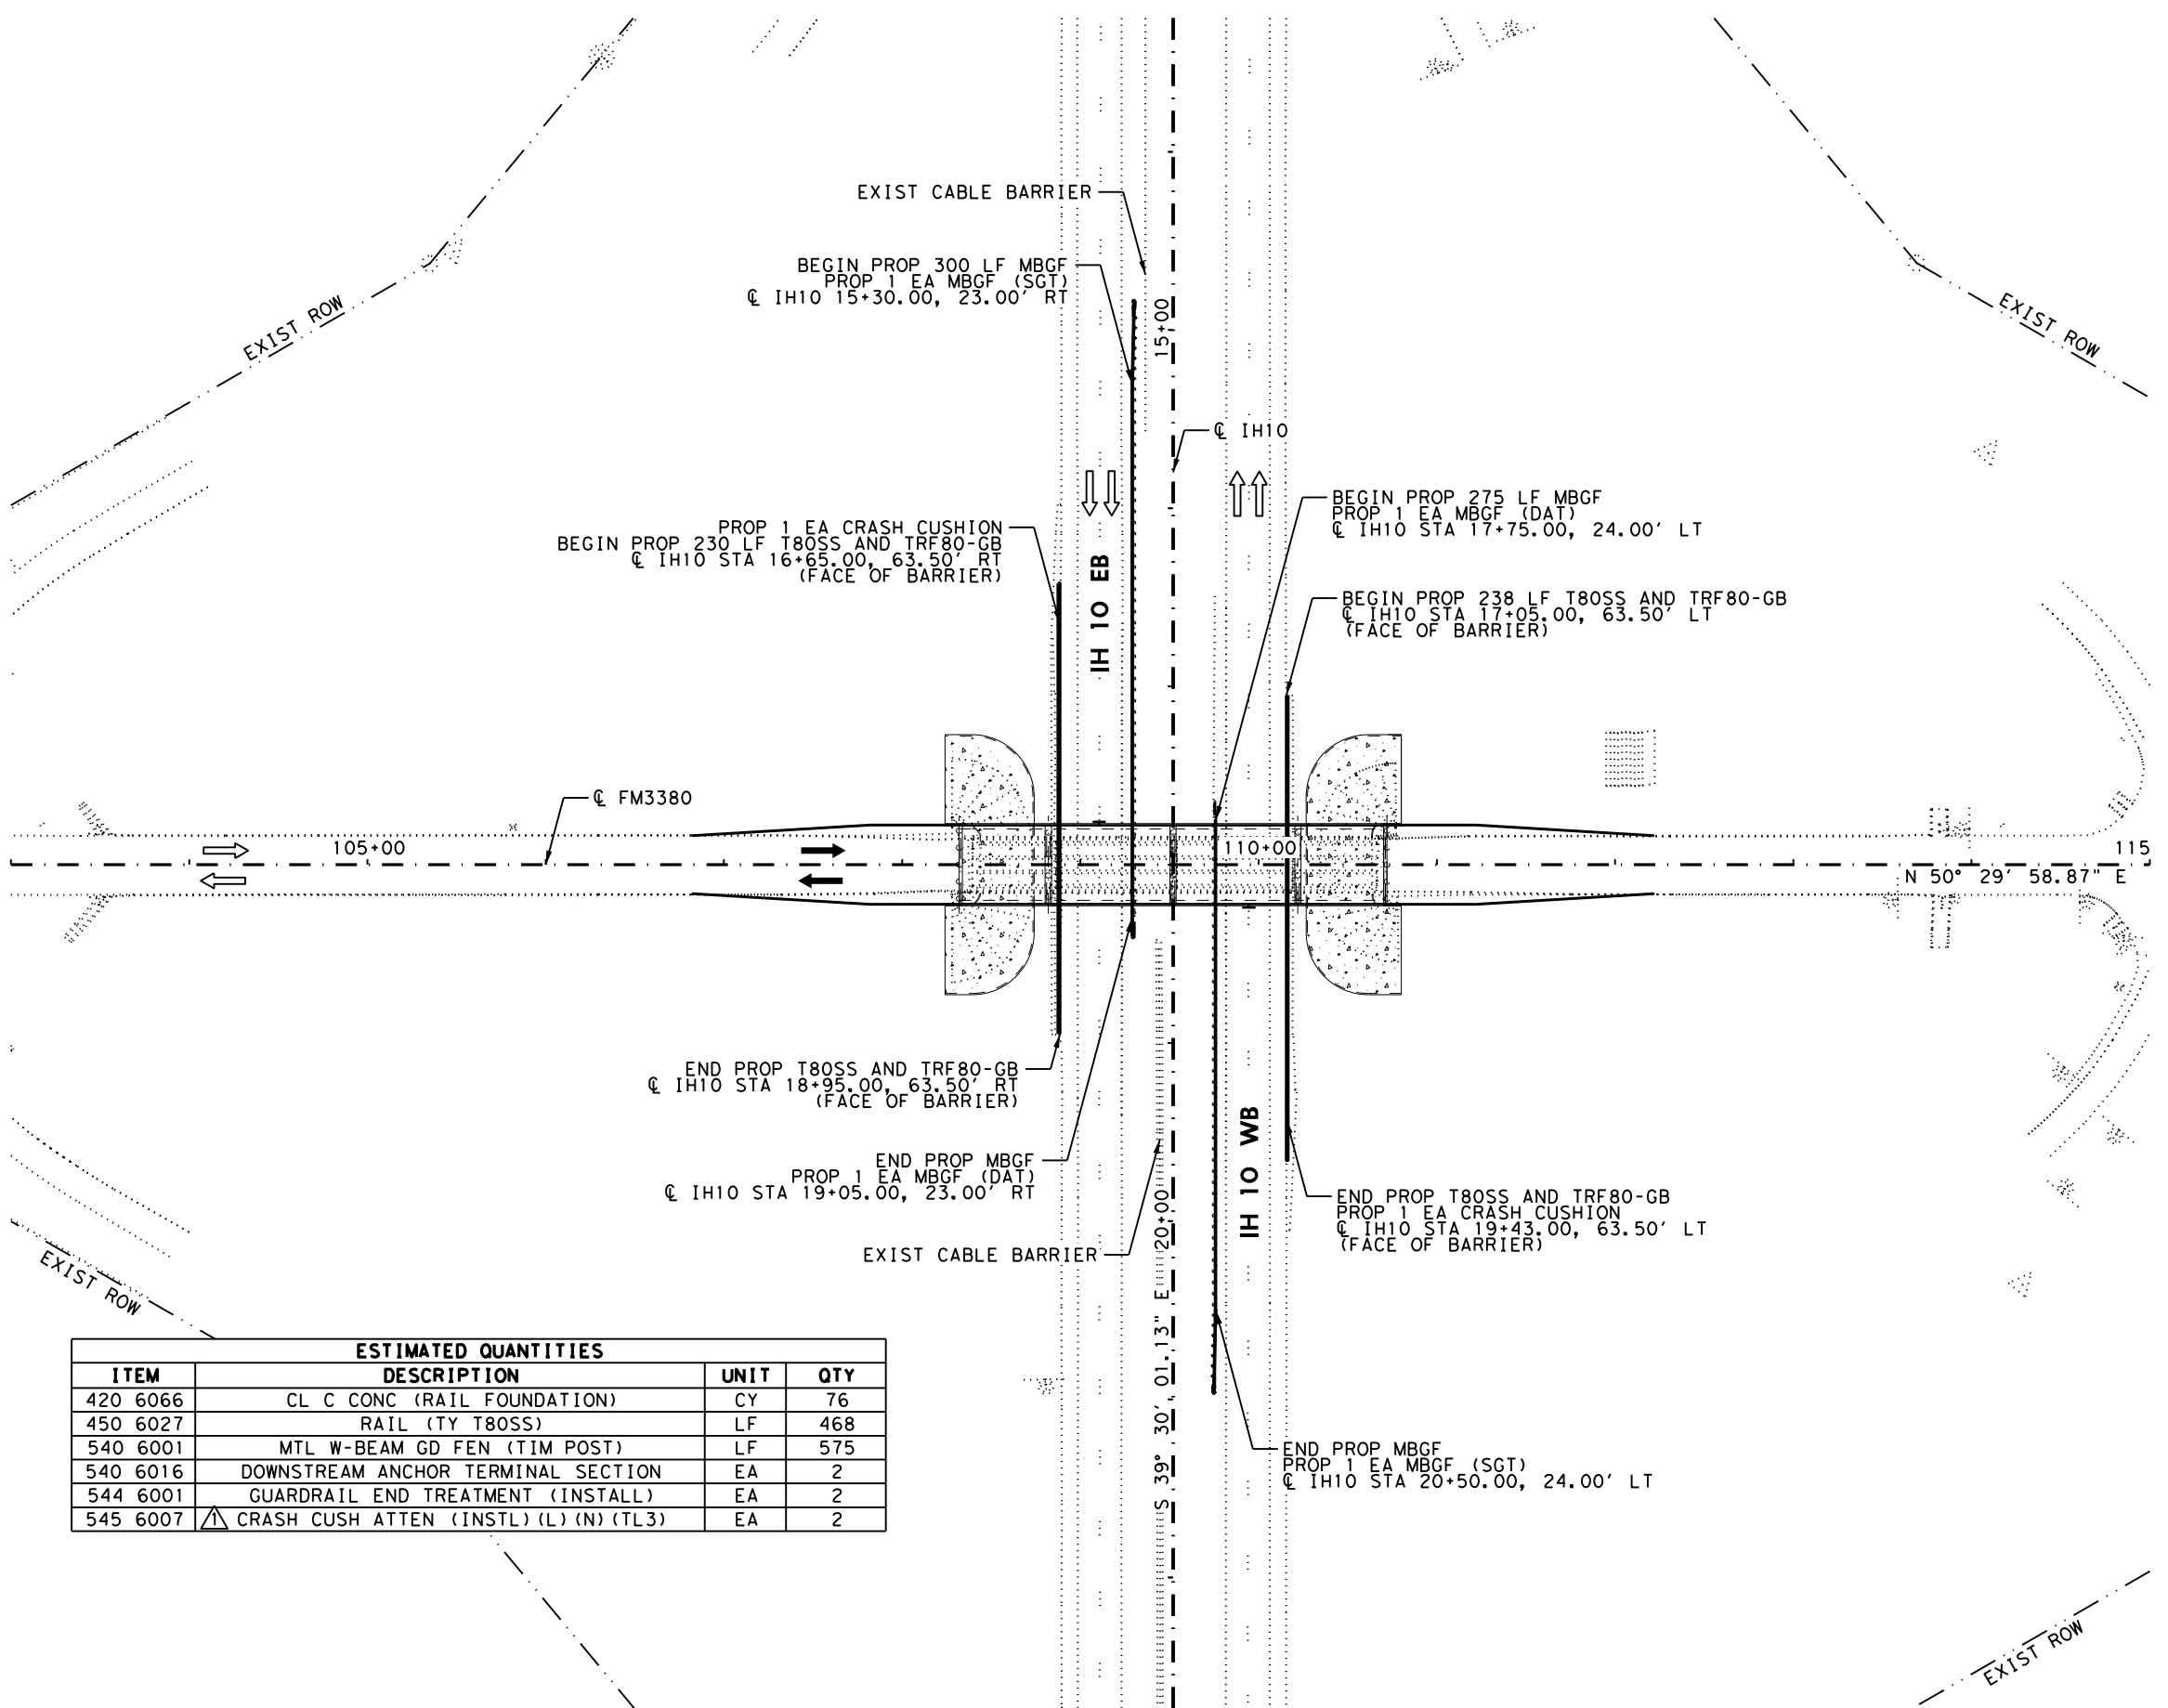 EXIST CABLE BARRIER
BEGIN PROP 300 LF MBGF
PROP 1 EA MBGF (SGT)
℄ IH10 15+30.00, 23.00' RT
15+00
EXIST ROW
EXIST ROW
℄ IH10
BEGIN PROP 275 LF MBGF
PROP 1 EA MBGF (DAT)
℄ IH10 STA 17+75.00, 24.00' LT
PROP 1 EA CRASH CUSHION
BEGIN PROP 230 LF T80SS AND TRF80-GB
℄ IH10 STA 16+65.00, 63.50' RT
(FACE OF BARRIER)
IH 10 EB
BEGIN PROP 238 LF T80SS AND TRF80-GB
℄ IH10 STA 17+05.00, 63.50' LT
(FACE OF BARRIER)
℄ FM3380
105+00
110+00
115
N 50° 29' 58.87" E
END PROP T80SS AND TRF80-GB
℄ IH10 STA 18+95.00, 63.50' RT
(FACE OF BARRIER)
END PROP MBGF
PROP 1 EA MBGF (DAT)
℄ IH10 STA 19+05.00, 23.00' RT
IH 10 WB
END PROP T80SS AND TRF80-GB
PROP 1 EA CRASH CUSHION
℄ IH10 STA 19+43.00, 63.50' LT
(FACE OF BARRIER)
EXIST CABLE BARRIER
20+00
S 39° 30' 01.13" E
EXIST ROW
END PROP MBGF
PROP 1 EA MBGF (SGT)
℄ IH10 STA 20+50.00, 24.00' LT
ESTIMATED QUANTITIES
ITEM DESCRIPTION UNIT QTY
420 6066 CL C CONC (RAIL FOUNDATION) CY 76
450 6027 RAIL (TY T80SS) LF 468
540 6001 MTL W-BEAM GD FEN (TIM POST) LF 575
540 6016 DOWNSTREAM ANCHOR TERMINAL SECTION EA 2
544 6001 GUARDRAIL END TREATMENT (INSTALL) EA 2
545 6007 1 CRASH CUSH ATTEN (INSTL)(L)(N)(TL3) EA 2
EXIST ROW